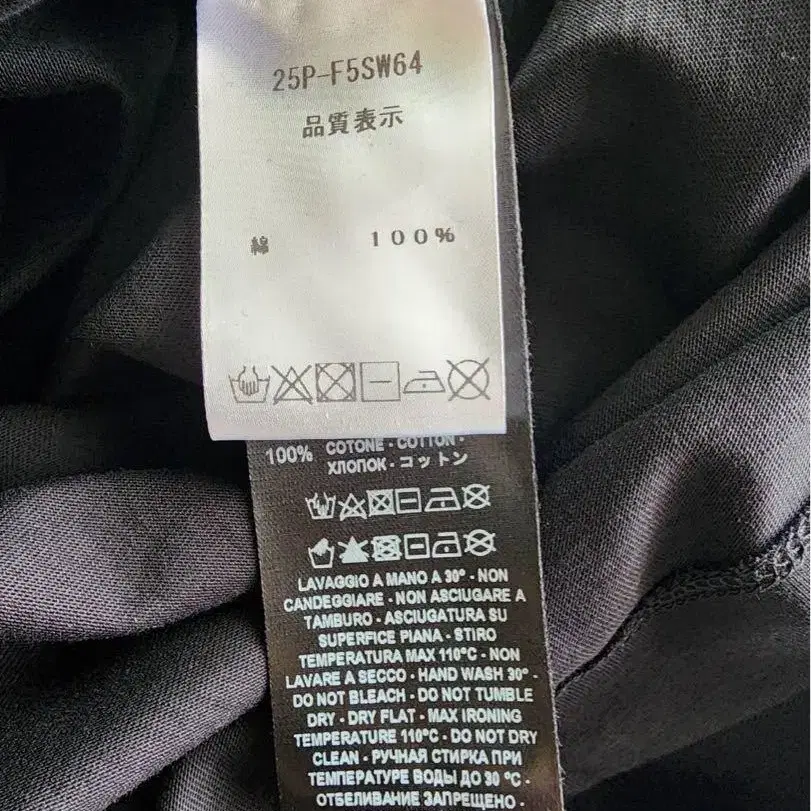 25P-F5SW64
品質表示
綿 100%
100% COTONE - COTTON -
ХЛОПОК - コットン
LAVAGGIO A MANO A 30° - NON
CANDEGGIARE - NON ASCIUGARE A
TAMBURO - ASCIUGATURA SU
SUPERFICE PIANA - STIRO
TEMPERATURA MAX 110°C - NON
LAVARE A SECCO - HAND WASH 30° -
DO NOT BLEACH - DO NOT TUMBLE
DRY - DRY FLAT - MAX IRONING
TEMPERATURE 110°C - DO NOT DRY
CLEAN - РУЧНАЯ СТИРКА ПРИ
ТЕМПЕРАТУРЕ ВОДЫ ДО 30 °C -
ОТБЕЛИВАНИЕ ЗАПРЕЩЕНО -